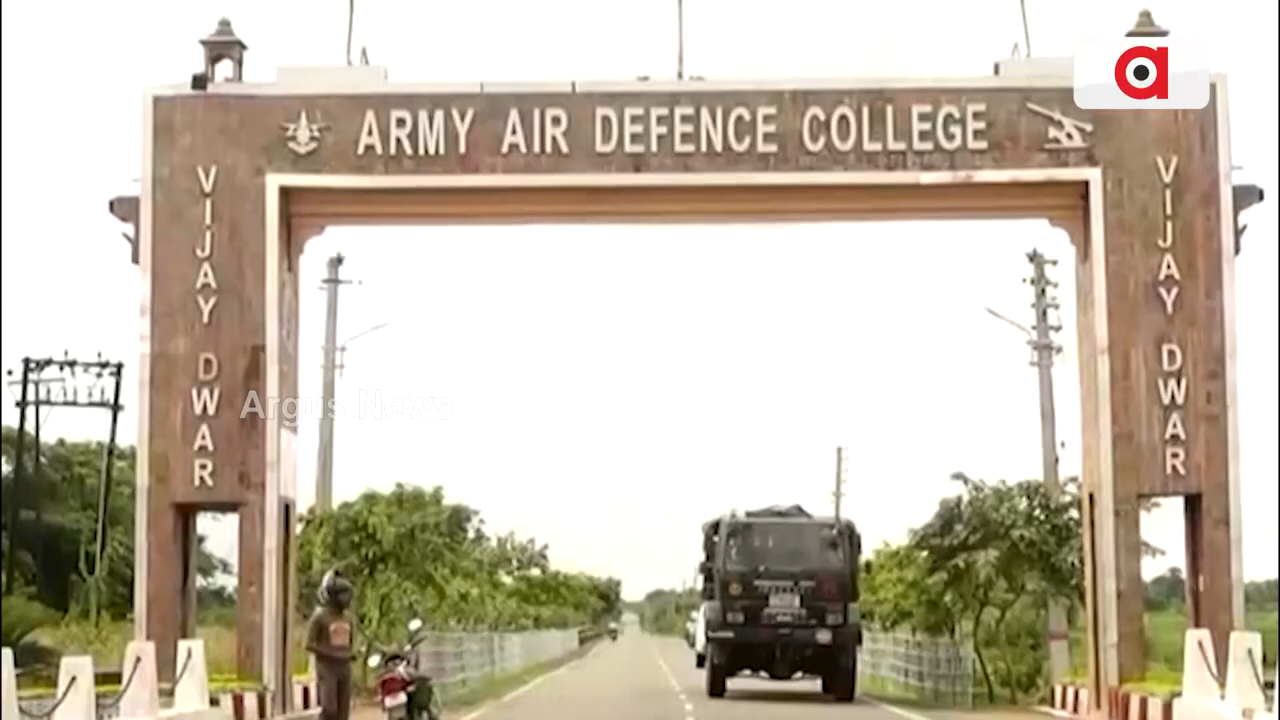 ARMY AIR DEFENCE COLLEGE
VIJAY DWAR
VIJAY DWAR
Argus News
a